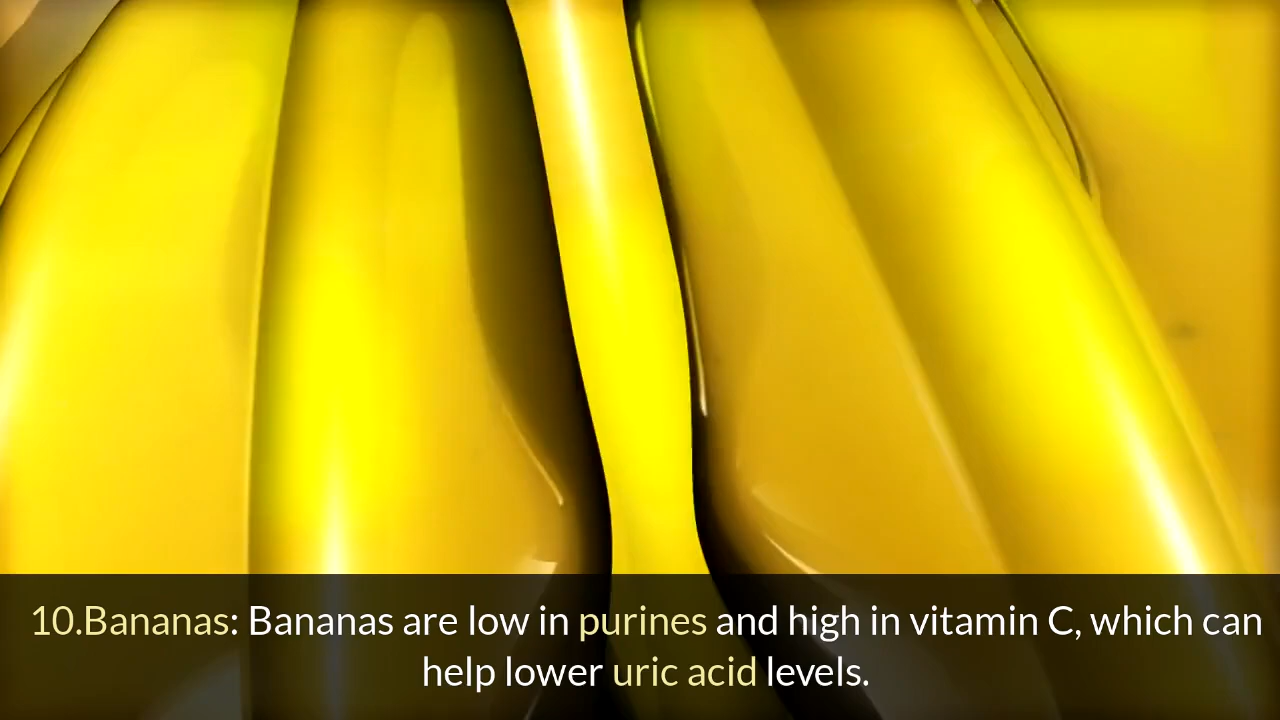 10.Bananas: Bananas are low in purines and high in vitamin C, which can
help lower uric acid levels.